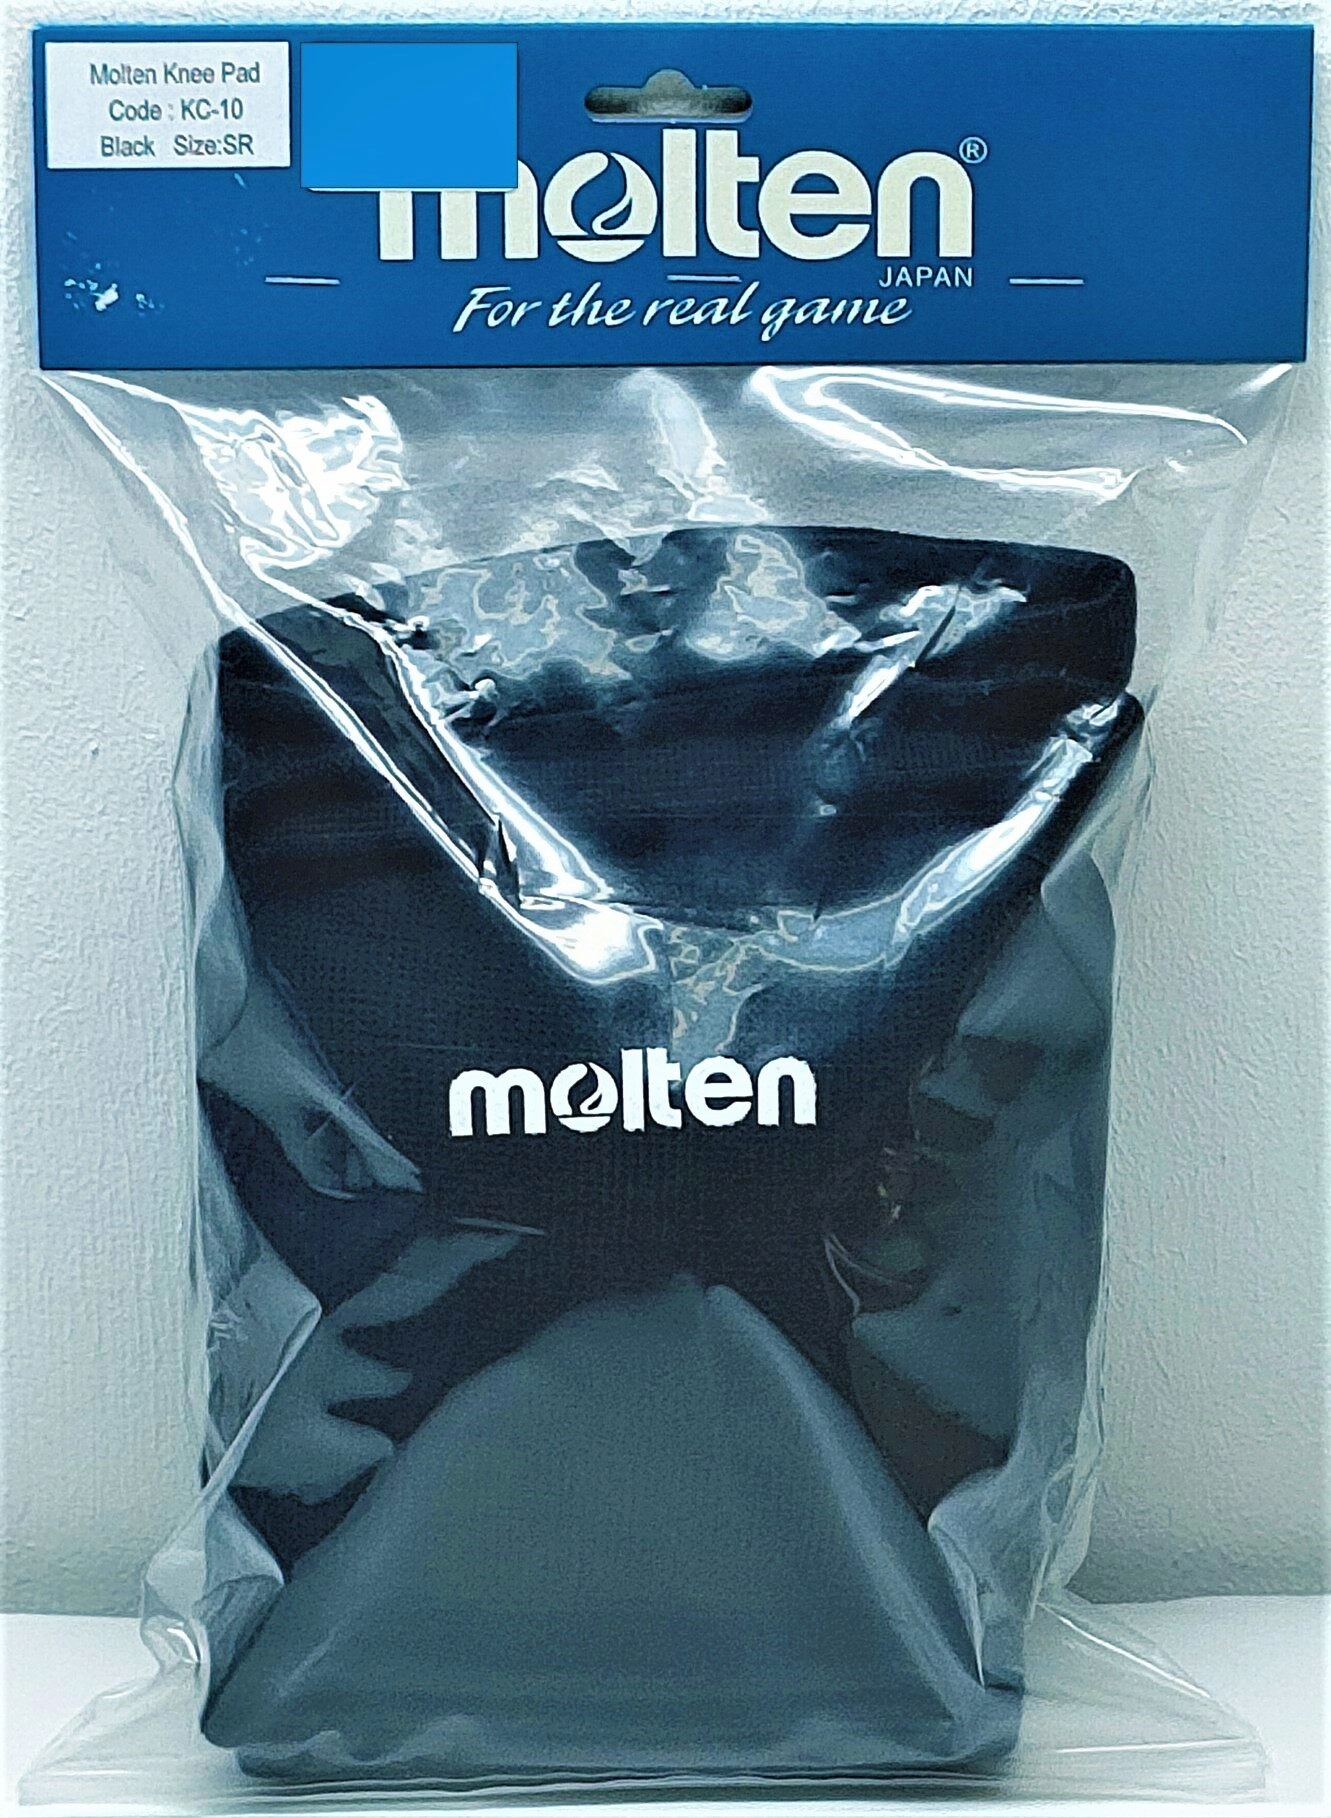 Molten Knee Pad
Code : KC-10
Black Size:SR
molten®
JAPAN
For the real game
molten